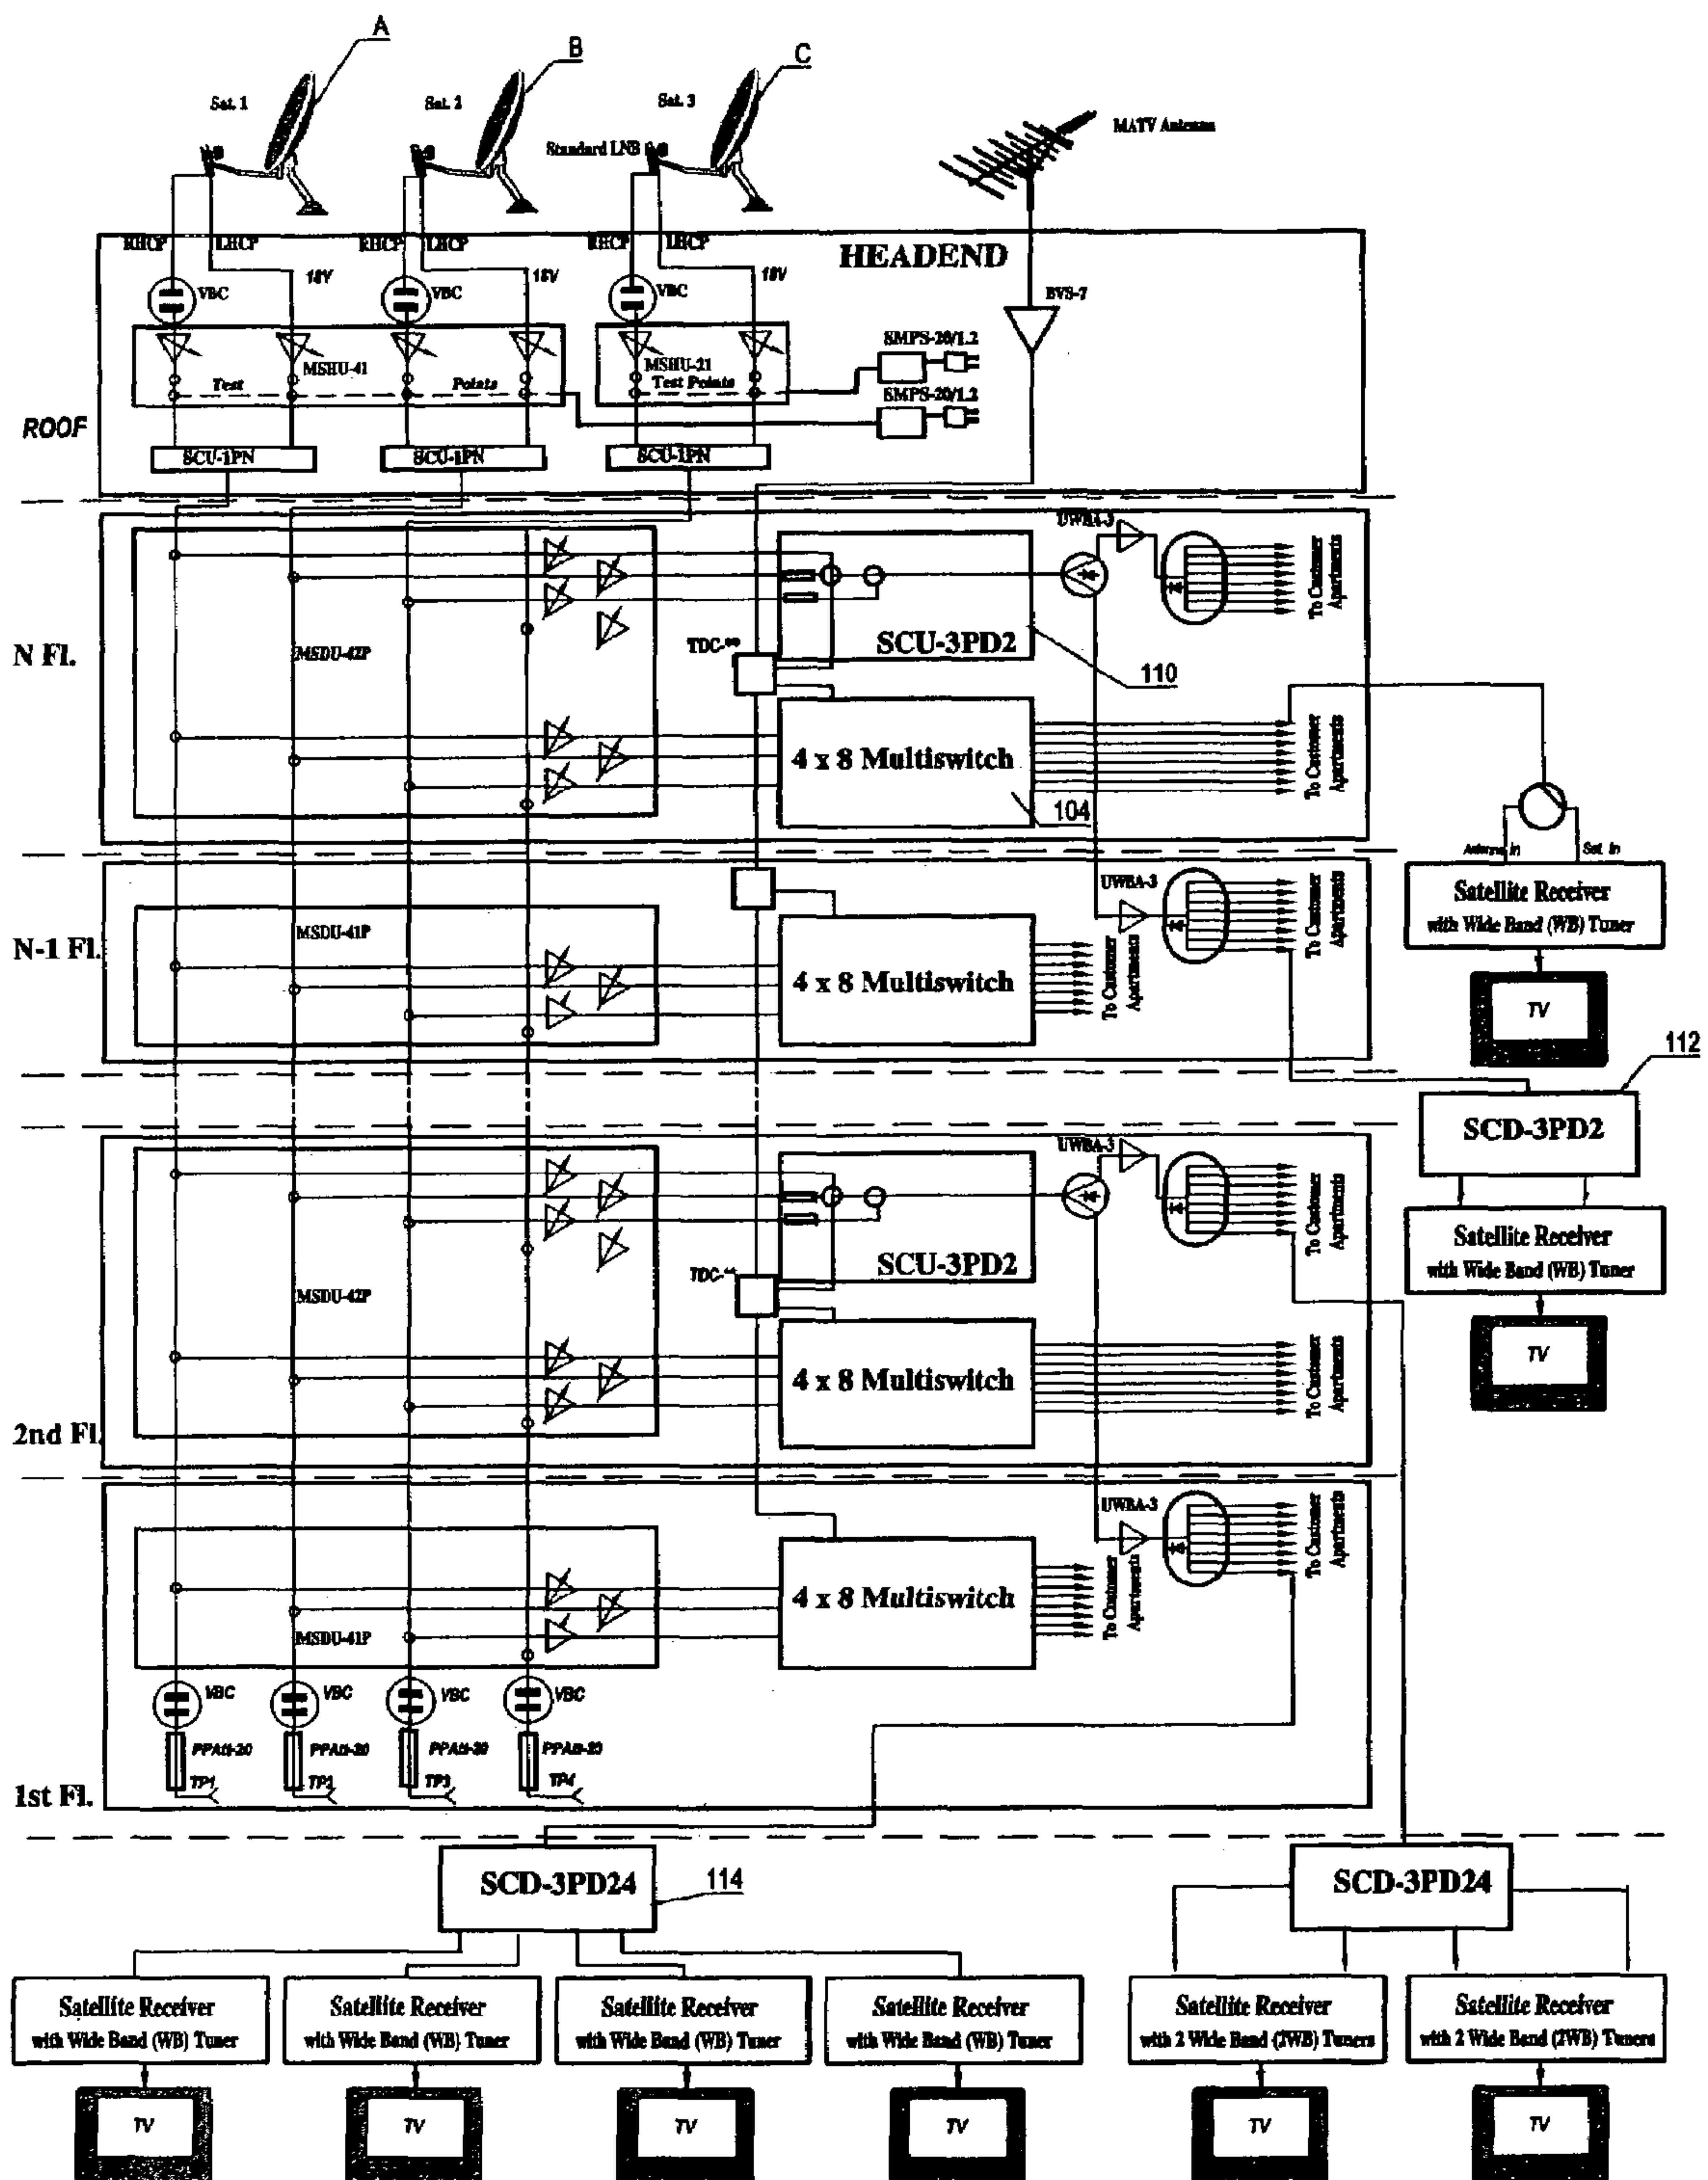 A
B
C
Sat. 1
Sat. 2
Sat. 3
Standard LNB
MATV Antenna
RHCP
LHCP
RHCP
LHCP
RHCP
LHCP
HEADEND
18V
18V
18V
VBC
VBC
VBC
BVS-7
MSHU-41
MSHU-21
Test
Points
Test Points
SMPS-20/1.2
SMPS-20/1.2
ROOF
SCU-1PN
SCU-1PN
SCU-1PN
UWBA-3
To Customer
Apartments
N Fl.
MSDU-42P
SCU-3PD2
110
4 x 8 Multiswitch
104
To Customer
Apartments
Antenna In
Sat. In
Satellite Receiver
with Wide Band (WB) Tuner
TV
N-1 Fl.
MSDU-41P
4 x 8 Multiswitch
To Customer
Apartments
UWBA-3
To Customer
Apartments
112
SCD-3PD2
Satellite Receiver
with Wide Band (WB) Tuner
TV
UWBA-3
To Customer
Apartments
MSDU-42P
SCU-3PD2
4 x 8 Multiswitch
To Customer
Apartments
2nd Fl.
UWBA-3
To Customer
Apartments
4 x 8 Multiswitch
To Customer
Apartments
MSDU-41P
VBC
VBC
VBC
VBC
PPAtt-20
PPAtt-20
PPAtt-20
PPAtt-20
TP1
TP2
TP3
TP4
1st Fl.
SCD-3PD24
114
SCD-3PD24
Satellite Receiver
with Wide Band (WB) Tuner
Satellite Receiver
with Wide Band (WB) Tuner
Satellite Receiver
with Wide Band (WB) Tuner
Satellite Receiver
with Wide Band (WB) Tuner
Satellite Receiver
with 2 Wide Band (2WB) Tuners
Satellite Receiver
with 2 Wide Band (2WB) Tuners
TV
TV
TV
TV
TV
TV